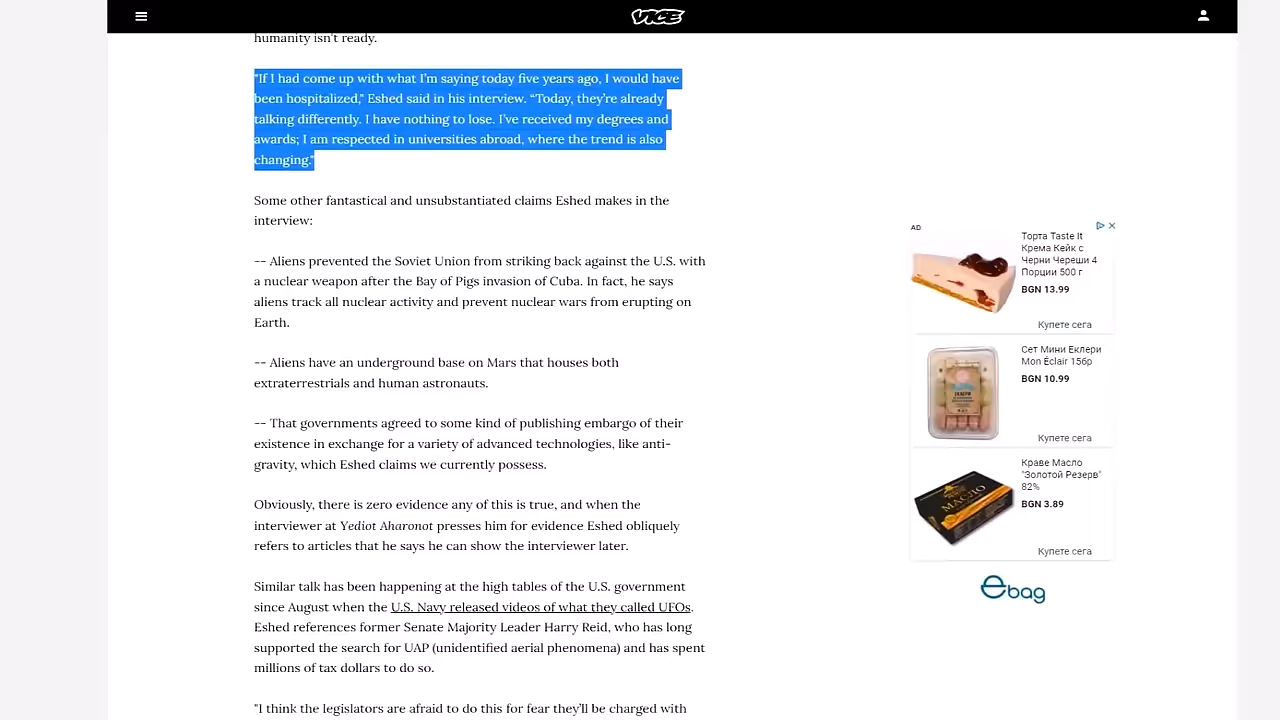 VICE
humanity isn't ready.
"If I had come up with what I'm saying today five years ago, I would have
been hospitalized," Eshed said in his interview. "Today, they're already
talking differently. I have nothing to lose. I've received my degrees and
awards; I am respected in universities abroad, where the trend is also
changing."
Some other fantastical and unsubstantiated claims Eshed makes in the
interview:
-- Aliens prevented the Soviet Union from striking back against the U.S. with
a nuclear weapon after the Bay of Pigs invasion of Cuba. In fact, he says
aliens track all nuclear activity and prevent nuclear wars from erupting on
Earth.
-- Aliens have an underground base on Mars that houses both
extraterrestrials and human astronauts.
-- That governments agreed to some kind of publishing embargo of their
existence in exchange for a variety of advanced technologies, like anti-
gravity, which Eshed claims we currently possess.
Obviously, there is zero evidence any of this is true, and when the
interviewer at Yediot Aharonot presses him for evidence Eshed obliquely
refers to articles that he says he can show the interviewer later.
Similar talk has been happening at the high tables of the U.S. government
since August when the U.S. Navy released videos of what they called UFOs.
Eshed references former Senate Majority Leader Harry Reid, who has long
supported the search for UAP (unidentified aerial phenomena) and has spent
millions of tax dollars to do so.
"I think the legislators are afraid to do this for fear they'll be charged with
AD
Торта Taste It
Крема Кейк с
Черни Череши 4
Порции 500 г
BGN 13.99
Купете сега
Сет Мини Еклери
Mon Éclair 156р
BGN 10.99
Купете сега
Краве Масло
"Золотой Резерв"
82%
BGN 3.89
МАСЛО
Купете сега
ebag